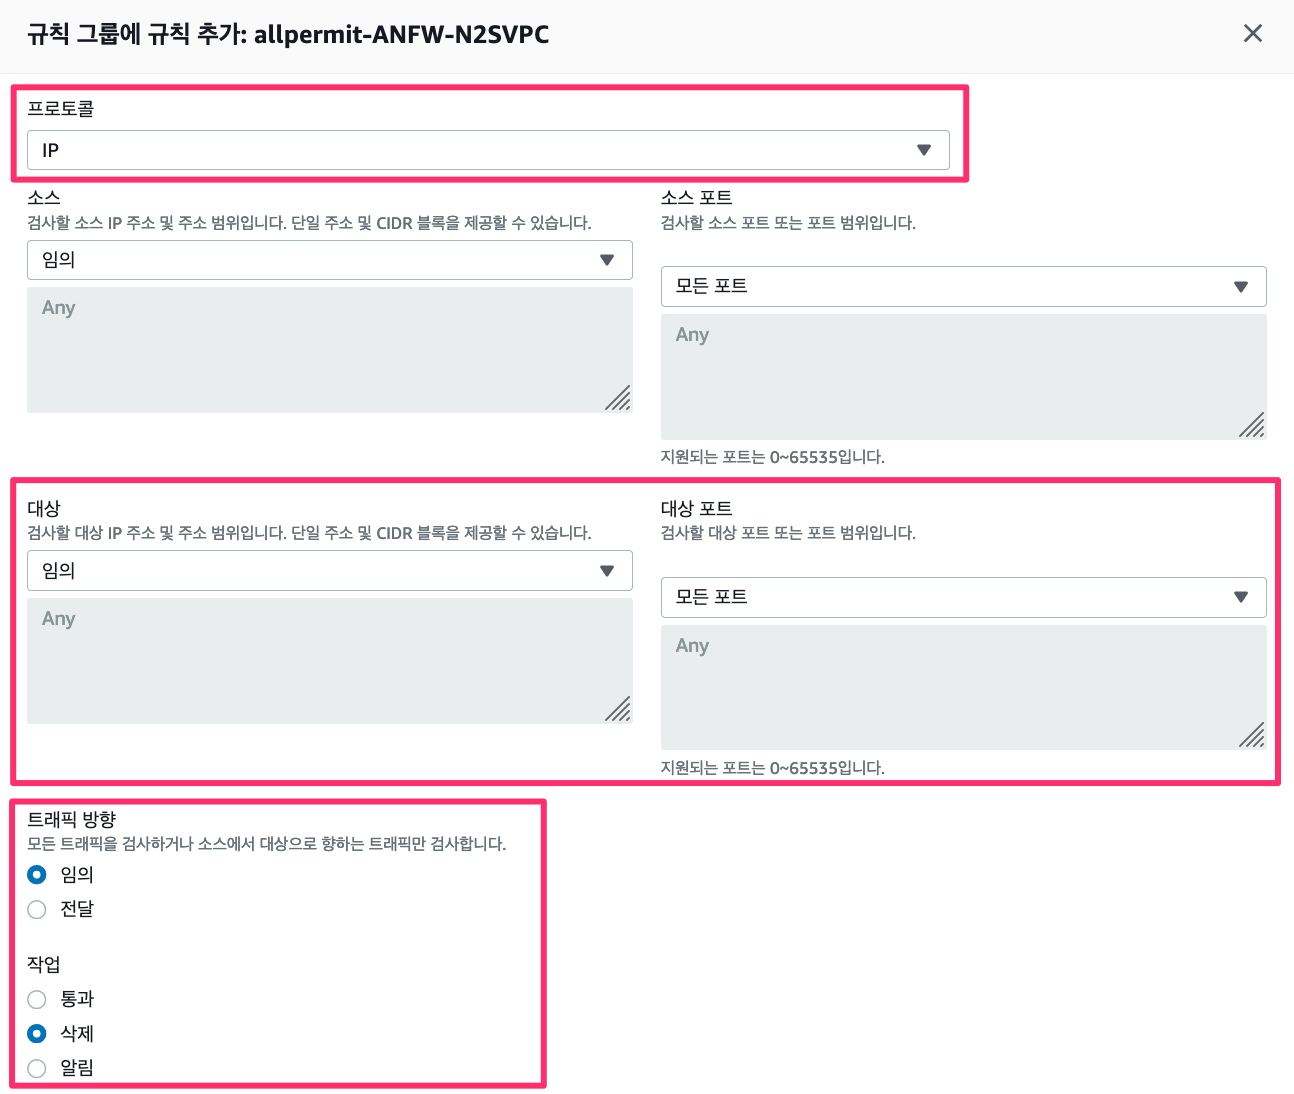 규칙 그룹에 규칙 추가: allpermit-ANFW-N2SVPC
프로토콜
IP
소스
검사할 소스 IP 주소 및 주소 범위입니다. 단일 주소 및 CIDR 블록을 제공할 수 있습니다.
임의
Any
소스 포트
검사할 소스 포트 또는 포트 범위입니다.
모든 포트
Any
지원되는 포트는 0~65535입니다.
대상
검사할 대상 IP 주소 및 주소 범위입니다. 단일 주소 및 CIDR 블록을 제공할 수 있습니다.
임의
Any
대상 포트
검사할 대상 포트 또는 포트 범위입니다.
모든 포트
Any
지원되는 포트는 0~65535입니다.
트래픽 방향
모든 트래픽을 검사하거나 소스에서 대상으로 향하는 트래픽만 검사합니다.
임의
전달
작업
통과
삭제
알림